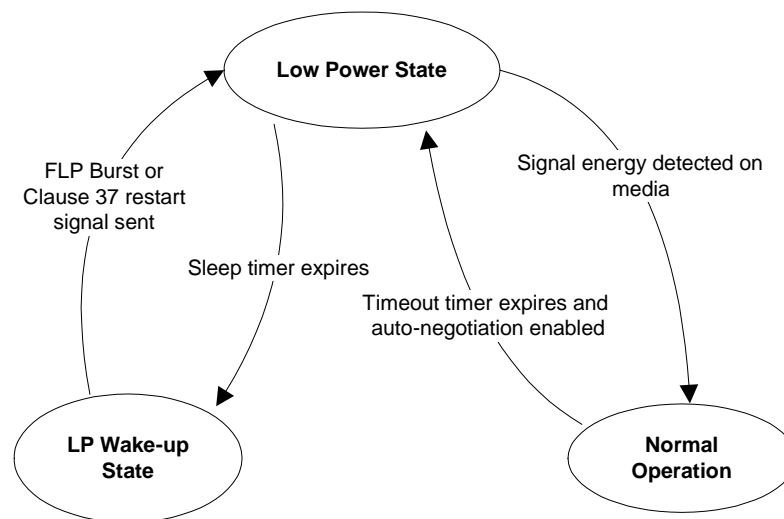 Low Power State
FLP Burst or
Clause 37 restart
signal sent
Signal energy detected on
media
Sleep timer expires
Timeout timer expires and
auto-negotiation enabled
LP Wake-up
State
Normal
Operation